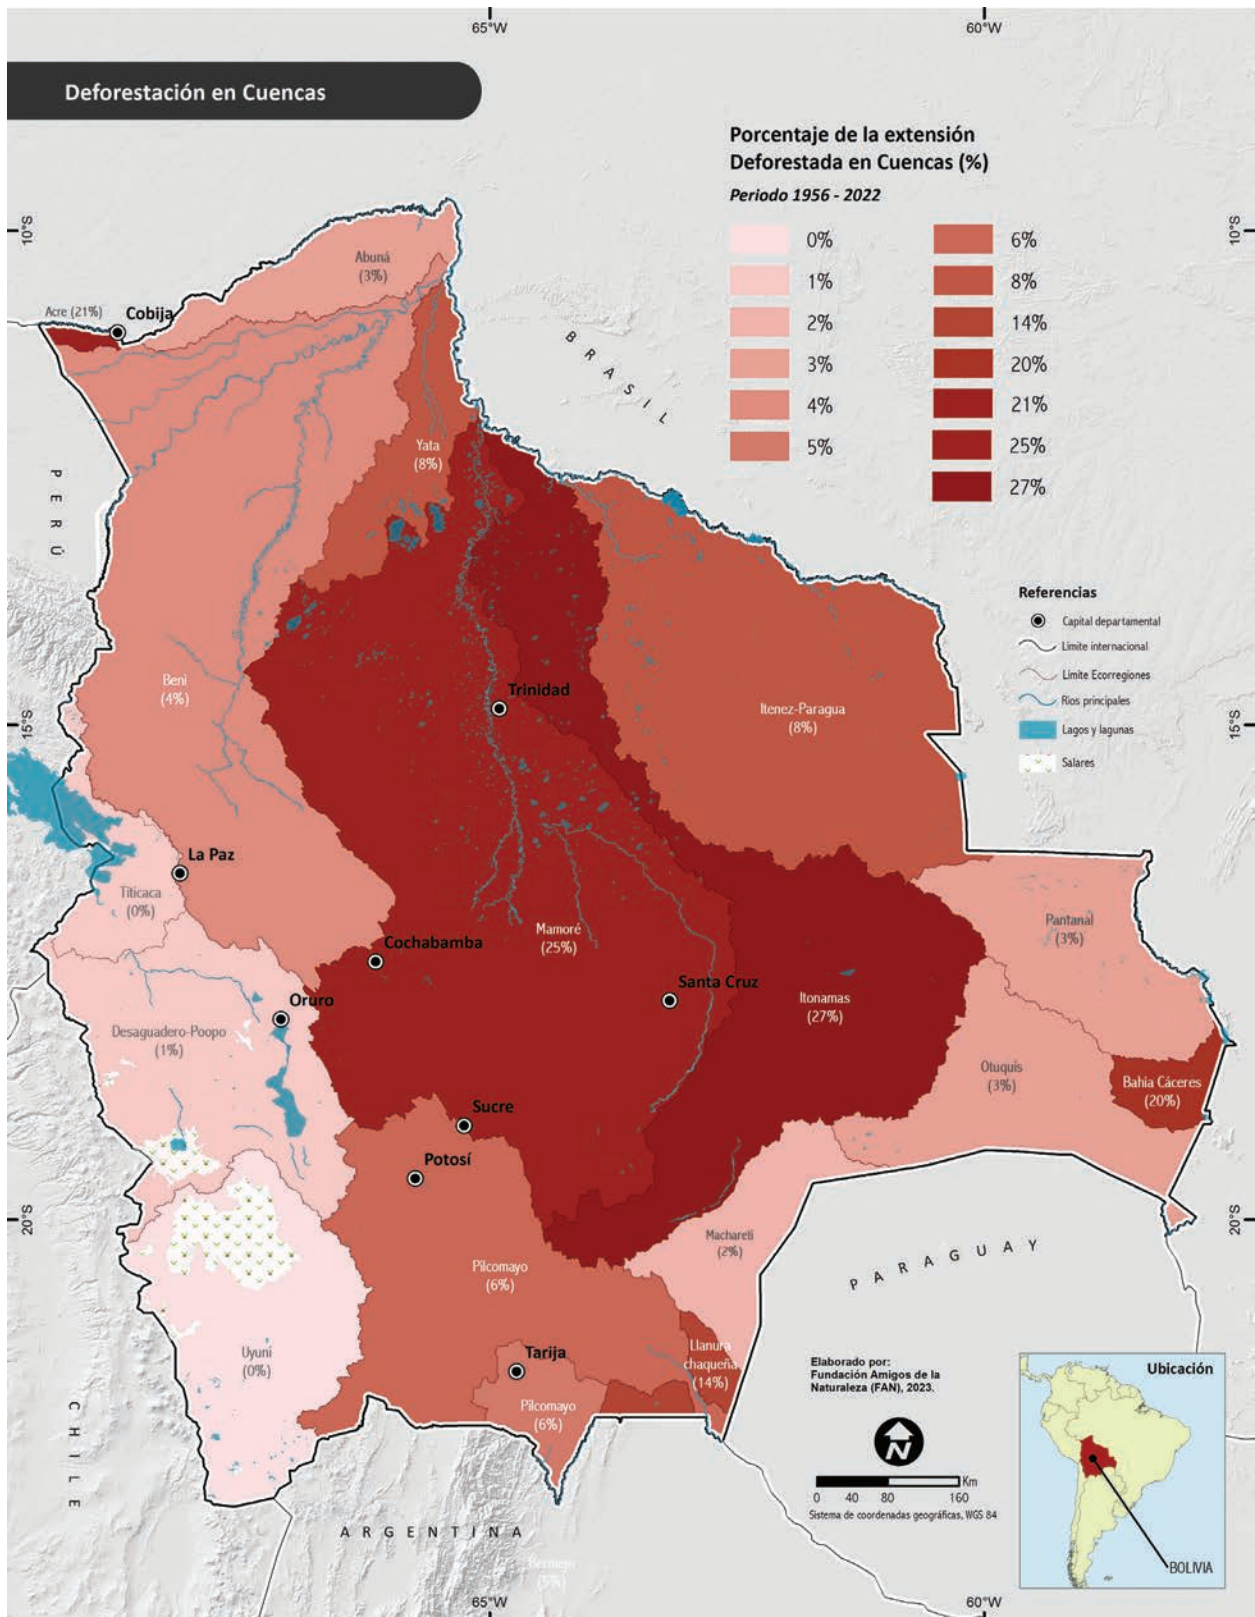 65°W
60°W
Deforestación en Cuencas
Porcentaje de la extensión
Deforestada en Cuencas (%)
Periodo 1956 - 2022
0%
1%
2%
3%
4%
5%
6%
8%
14%
20%
21%
25%
27%
10°S
10°S
Abuná
(3%)
Acre (21%)
Cobija
BRASIL
PERÚ
Yata
(8%)
Referencias
Capital departamental
Límite internacional
Límite Ecorregiones
Rios principales
Lagos y lagunas
Salares
Beni
(4%)
Trinidad
Itenez-Paragua
(8%)
15°S
15°S
La Paz
Titicaca
(0%)
Mamoré
(25%)
Cochabamba
Pantanal
(3%)
Santa Cruz
Itonamas
(27%)
Oruro
Desaguadero-Poopo
(1%)
Otuquis
(3%)
Bahía Cáceres
(20%)
Sucre
Potosí
20°S
20°S
Macharetí
(2%)
PARAGUAY
Pilcomayo
(6%)
Uyuni
(0%)
Tarija
Llanura
chaqueña
(14%)
Pilcomayo
(6%)
CHILE
ARGENTINA
Bermejo
(5%)
Elaborado por:
Fundación Amigos de la
Naturaleza (FAN), 2023.
N
Km
0 40 80 160
Sistema de coordenadas geográficas, WGS 84
Ubicación
BOLIVIA
65°W
60°W